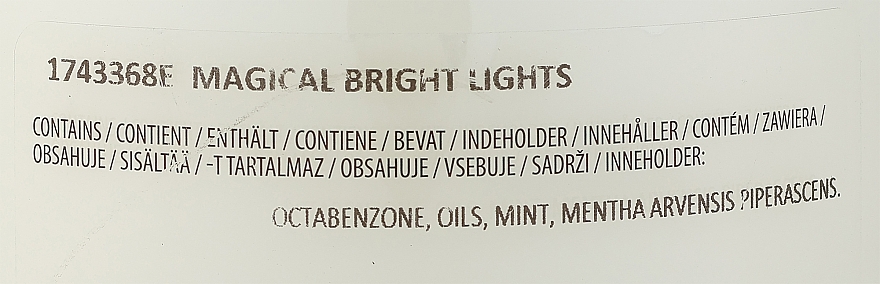 1743368E MAGICAL BRIGHT LIGHTS
CONTAINS / CONTIENT / ENTHÄLT / CONTIENE / BEVAT / INDEHOLDER / INNEHÅLLER / CONTÉM / ZAWIERA /
OBSAHUJE / SISÄLTÄÄ / -T TARTALMAZ / OBSAHUJE / VSEBUJE / SADRŽI / INNEHOLDER:
OCTABENZONE, OILS, MINT, MENTHA ARVENSIS PIPERASCENS.